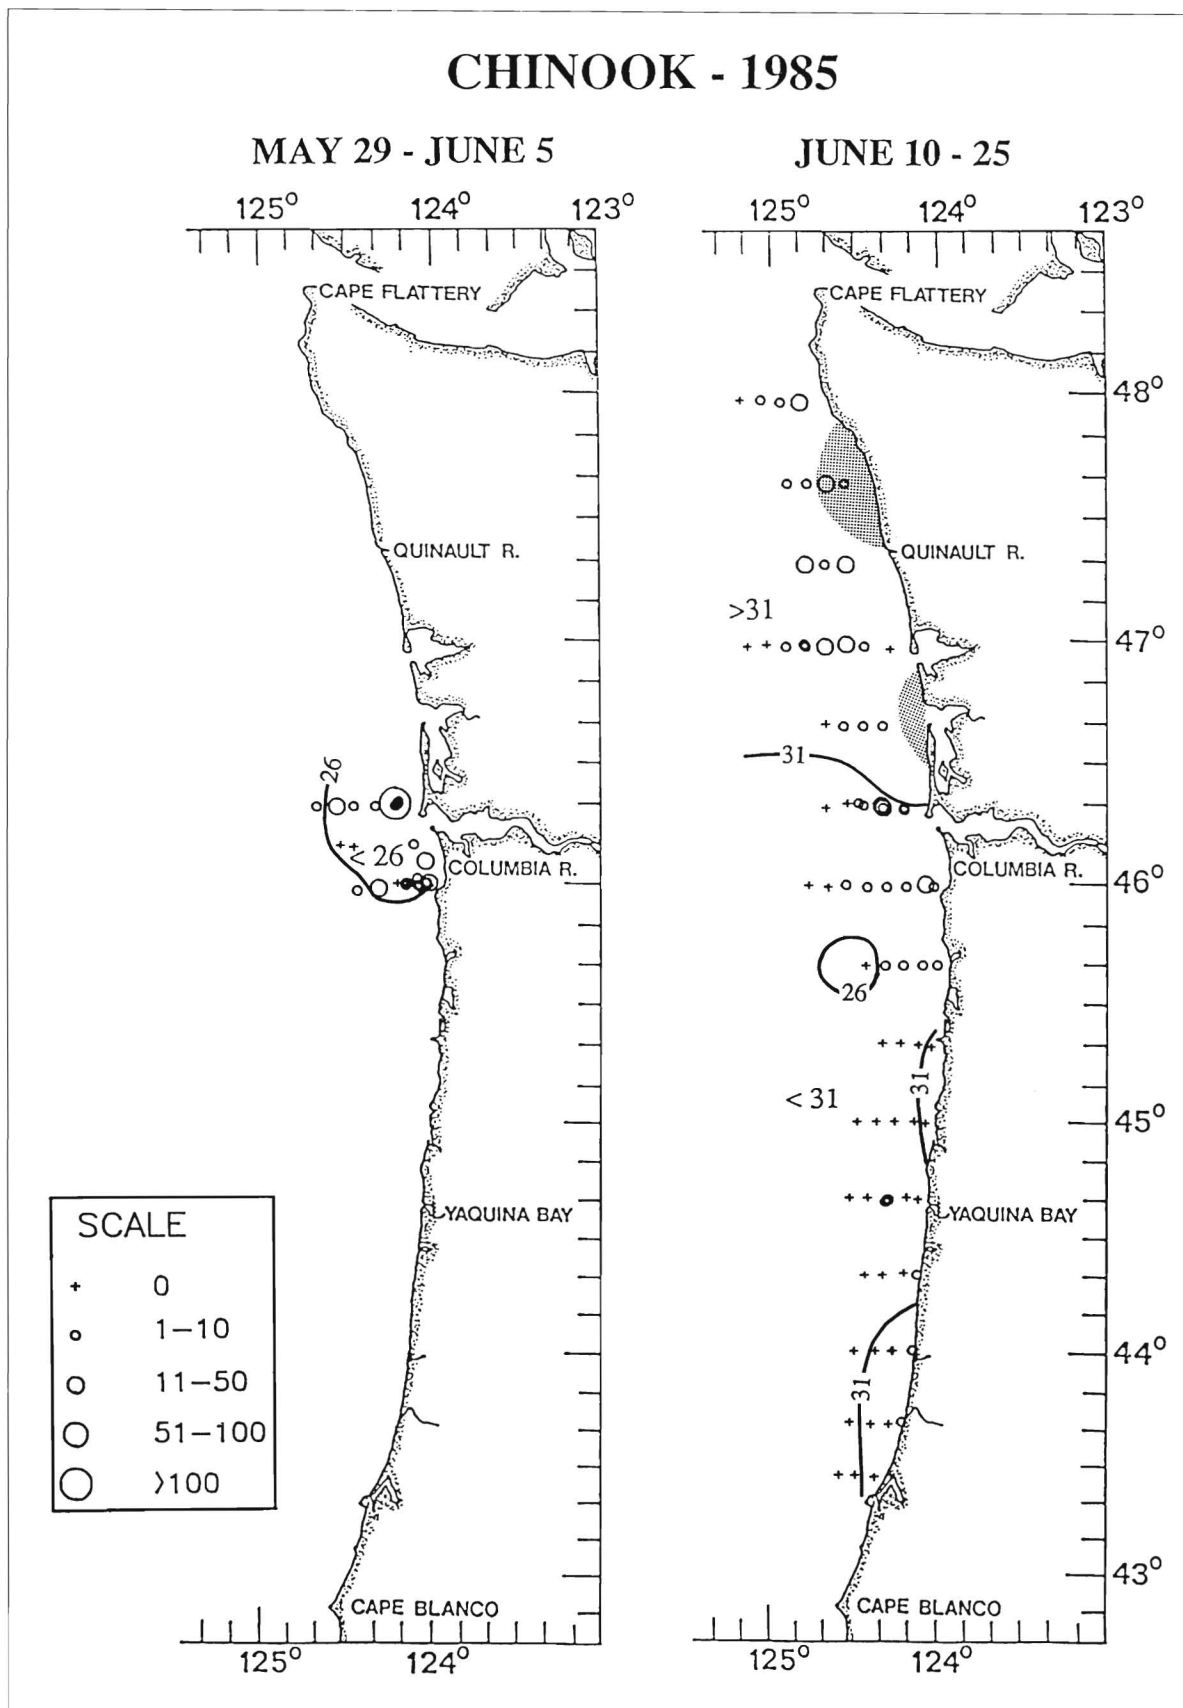 CHINOOK - 1985
MAY 29 - JUNE 5
JUNE 10 - 25
125° 124° 123°
125° 124° 123°
CAPE FLATTERY
CAPE FLATTERY
48°
QUINAULT R.
QUINAULT R.
>31
47°
26
31
< 26
COLUMBIA R.
COLUMBIA R.
46°
26
31
< 31
45°
YAQUINA BAY
YAQUINA BAY
SCALE
+ 0
1-10
11-50
51-100
>100
44°
31
43°
CAPE BLANCO
CAPE BLANCO
125° 124°
125° 124°